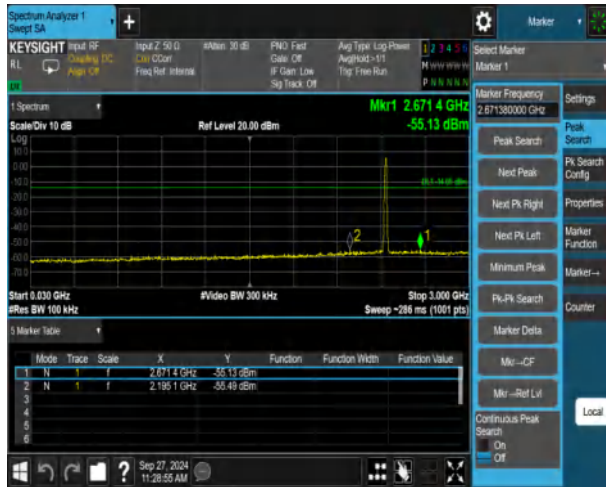 Spectrum Analyzer 1
Swept SA
Marker
KEYSIGHT
RL
Input: RF
Coupling: DC
Align: Off
Input Z: 50 Ω
Corr CCorr
Freq Ref: Internal
#Atten: 30 dB
PNO: Fast
Gate: Off
IF Gain: Low
Sig Track: Off
Avg Type: Log-Power
Avg|Hold:>1/1
Trig: Free Run
1 2 3 4 5 6
M W W W W W
P N N N N N
Select Marker
Marker 1
Marker Frequency
2.671380000 GHz
Settings
Peak Search
Peak
Search
Next Peak
Pk Search
Config
Next Pk Right
Properties
Next Pk Left
Marker
Function
Minimum Peak
Marker→
Pk-Pk Search
Counter
Marker Delta
Mkr→CF
Mkr→Ref Lvl
Continuous Peak
Search
On
Off
Local
1 Spectrum
Mkr1 2.671 4 GHz
Scale/Div 10 dB
Ref Level 20.00 dBm
-55.13 dBm
Log
10.0
0.00
-10.0
-20.0
-30.0
-40.0
-50.0
-60.0
-70.0
2
1
Start 0.030 GHz
#Video BW 300 kHz
Stop 3.000 GHz
#Res BW 100 kHz
Sweep ~286 ms (1001 pts)
5 Marker Table
Mode Trace Scale X Y Function Function Width Function Value
1 N 1 f 2.671 4 GHz -55.13 dBm
2 N 1 f 2.195 1 GHz -55.49 dBm
3
4
5
6
?
Sep 27, 2024
11:28:55 AM